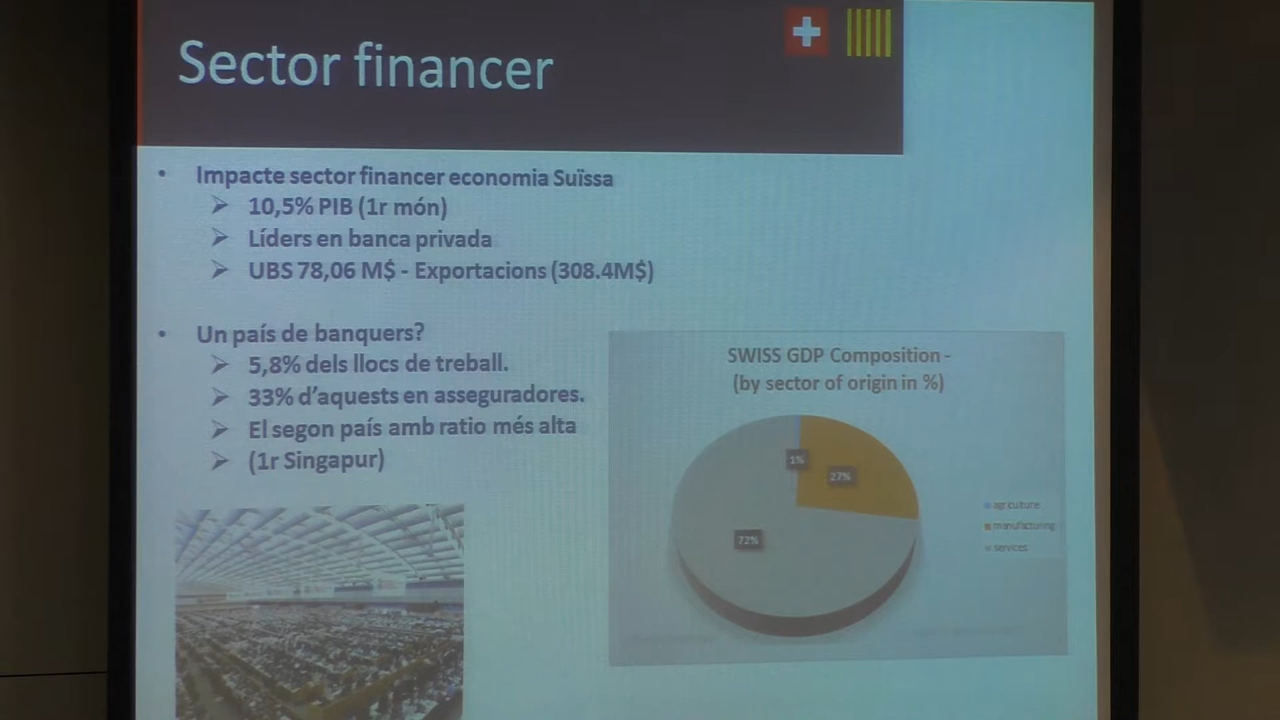 Sector financer
Impacte sector financer economia Suïssa
10,5% PIB (1r món)
Líders en banca privada
UBS 78,06 M$ - Exportacions (308.4M$)
Un país de banquers?
5,8% dels llocs de treball.
33% d'aquests en asseguradores.
El segon país amb ratio més alta
(1r Singapur)
SWISS GDP Composition -
(by sector of origin in %)
1%
27%
72%
agriculture
manufacturing
services